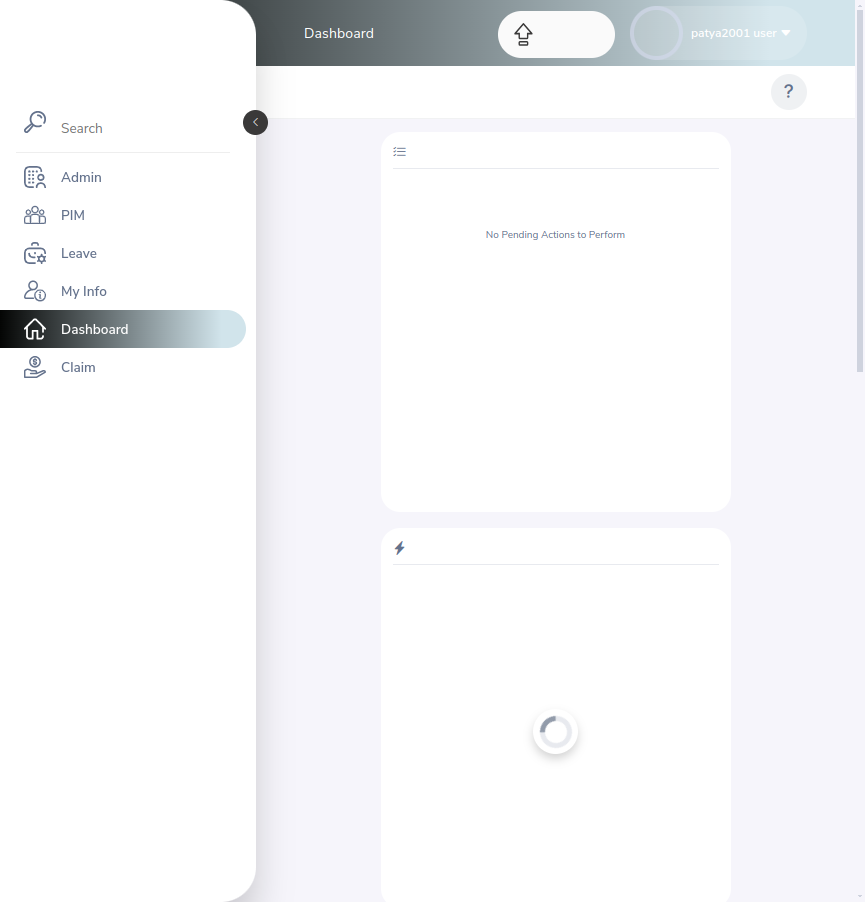 Dashboard
patya2001 user
?
Search
Admin
PIM
Leave
My Info
Dashboard
Claim
No Pending Actions to Perform